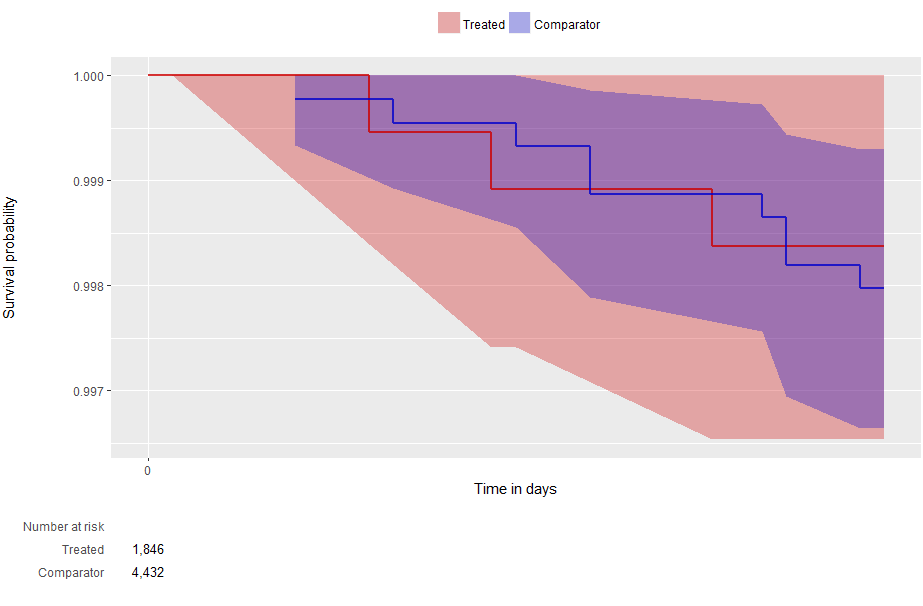 Treated Comparator
Survival probability
1.000
0.999
0.998
0.997
0
Time in days
Number at risk
Treated 1,846
Comparator 4,432